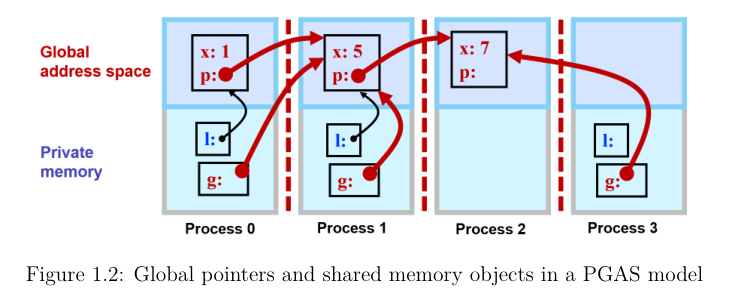 Global
address space
x: 1
p:
x: 5
p:
x: 7
p:
Private
memory
l:
g:
l:
g:
l:
g:
Process 0
Process 1
Process 2
Process 3
Figure 1.2: Global pointers and shared memory objects in a PGAS model